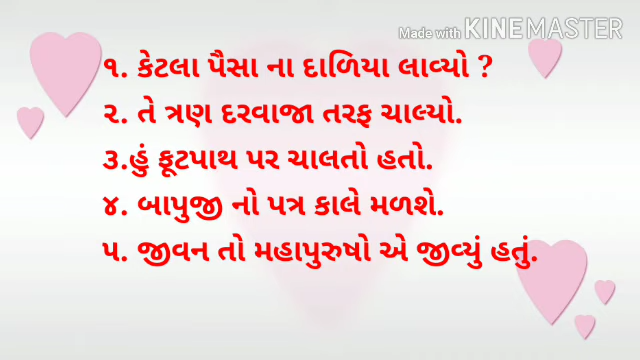 Made with KINEMASTER
૧. કેટલા પૈસા ના દાળિયા લાવ્યો ?
૨. તે ત્રણ દરવાજા તરફ ચાલ્યો.
૩.હું ફૂટપાથ પર ચાલતો હતો.
૪. બાપુજી નો પત્ર કાલે મળશે.
૫. જીવન તો મહાપુરુષો એ જીવ્યું હતું.